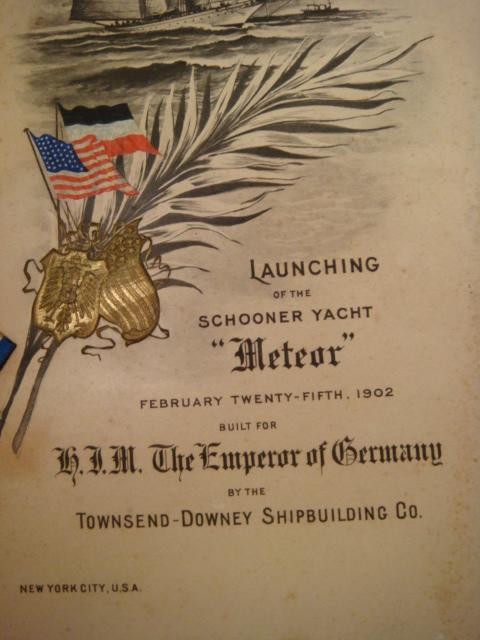 LAUNCHING
OF THE
SCHOONER YACHT
"Meteor"
FEBRUARY TWENTY-FIFTH, 1902
BUILT FOR
H.I.M. The Emperor of Germany
BY THE
TOWNSEND-DOWNEY SHIPBUILDING CO.
NEW YORK CITY, U.S.A.